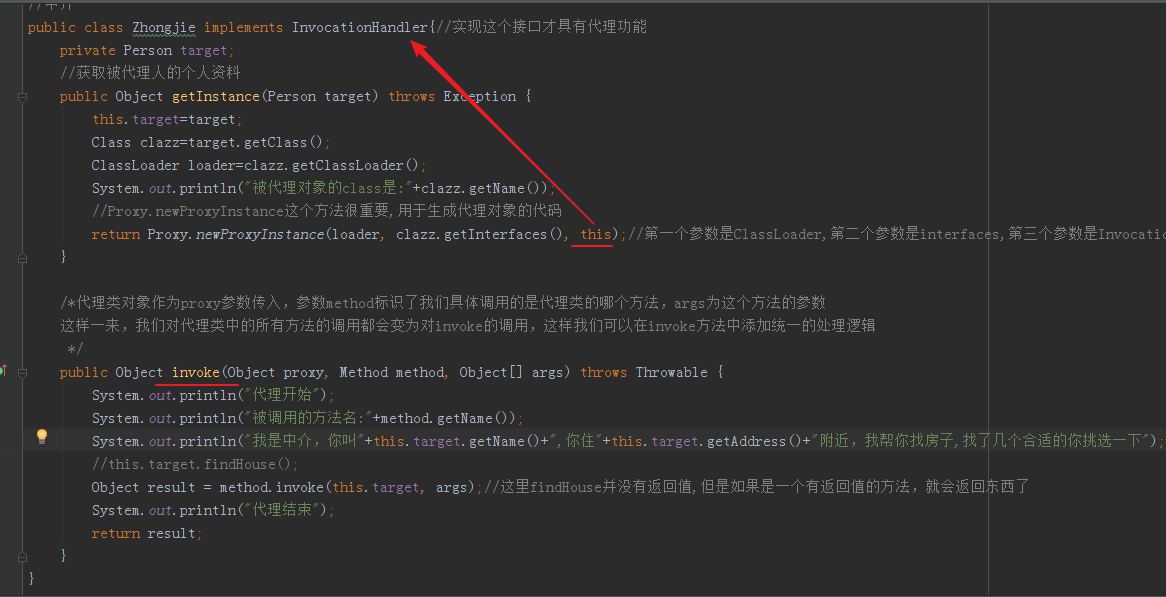 //中介
public class Zhongjie implements InvocationHandler{//实现这个接口才具有代理功能
private Person target;
//获取被代理人的个人资料
public Object getInstance(Person target) throws Exception {
this.target=target;
Class clazz=target.getClass();
ClassLoader loader=clazz.getClassLoader();
System.out.println("被代理对象的class是:"+clazz.getName());
//Proxy.newProxyInstance这个方法很重要,用于生成代理对象的代码
return Proxy.newProxyInstance(loader, clazz.getInterfaces(), this);//第一个参数是ClassLoader,第二个参数是interfaces,第三个参数是Invocatio
}
/*代理类对象作为proxy参数传入，参数method标识了我们具体调用的是代理类的哪个方法，args为这个方法的参数
这样一来，我们对代理类中的所有方法的调用都会变为对invoke的调用，这样我们可以在invoke方法中添加统一的处理逻辑
*/
public Object invoke(Object proxy, Method method, Object[] args) throws Throwable {
System.out.println("代理开始");
System.out.println("被调用的方法名:"+method.getName());
System.out.println("我是中介，你叫"+this.target.getName()+",你住"+this.target.getAddress()+"附近，我帮你找房子,找了几个合适的你挑选一下");
//this.target.findHouse();
Object result = method.invoke(this.target, args);//这里findHouse并没有返回值,但是如果是一个有返回值的方法，就会返回东西了
System.out.println("代理结束");
return result;
}
}